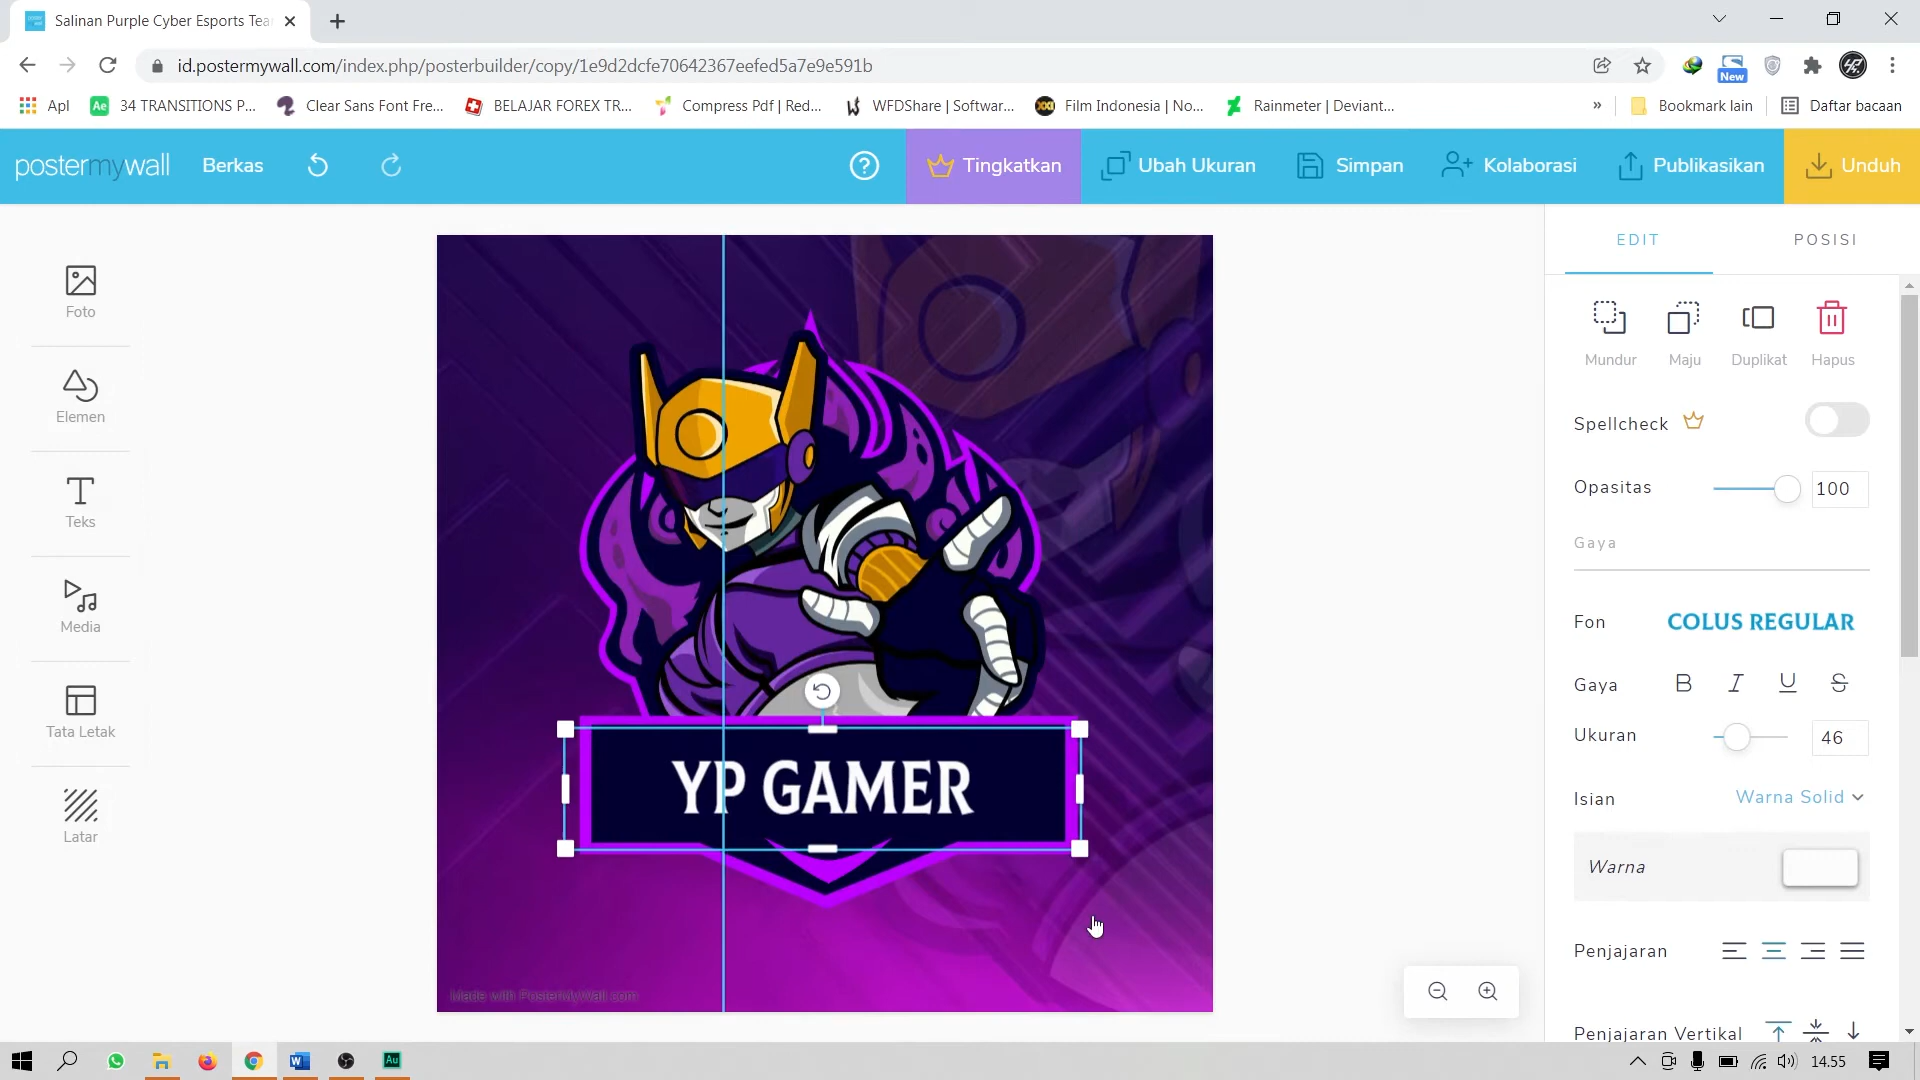 Salinan Purple Cyber Esports Tea
id.postermywall.com/index.php/posterbuilder/copy/1e9d2dcfe70642367eefed5a7e9e591b
New
Apl
34 TRANSITIONS P...
Clear Sans Font Fre...
BELAJAR FOREX TR...
Compress Pdf | Red...
WFDShare | Softwar...
Film Indonesia | No...
Rainmeter | Deviant...
»
Bookmark lain
Daftar bacaan
postermywall
Berkas
Tingkatkan
Ubah Ukuran
Simpan
Kolaborasi
Publikasikan
Unduh
Foto
Elemen
Teks
Media
Tata Letak
Latar
YP GAMER
Made with PosterMyWall.com
EDIT
POSISI
Mundur
Maju
Duplikat
Hapus
Spellcheck
Opasitas
100
Gaya
Fon
COLUS REGULAR
Gaya
B I U S
Ukuran
46
Isian
Warna Solid
Warna
Penjajaran
Penjajaran Vertikal
14.55